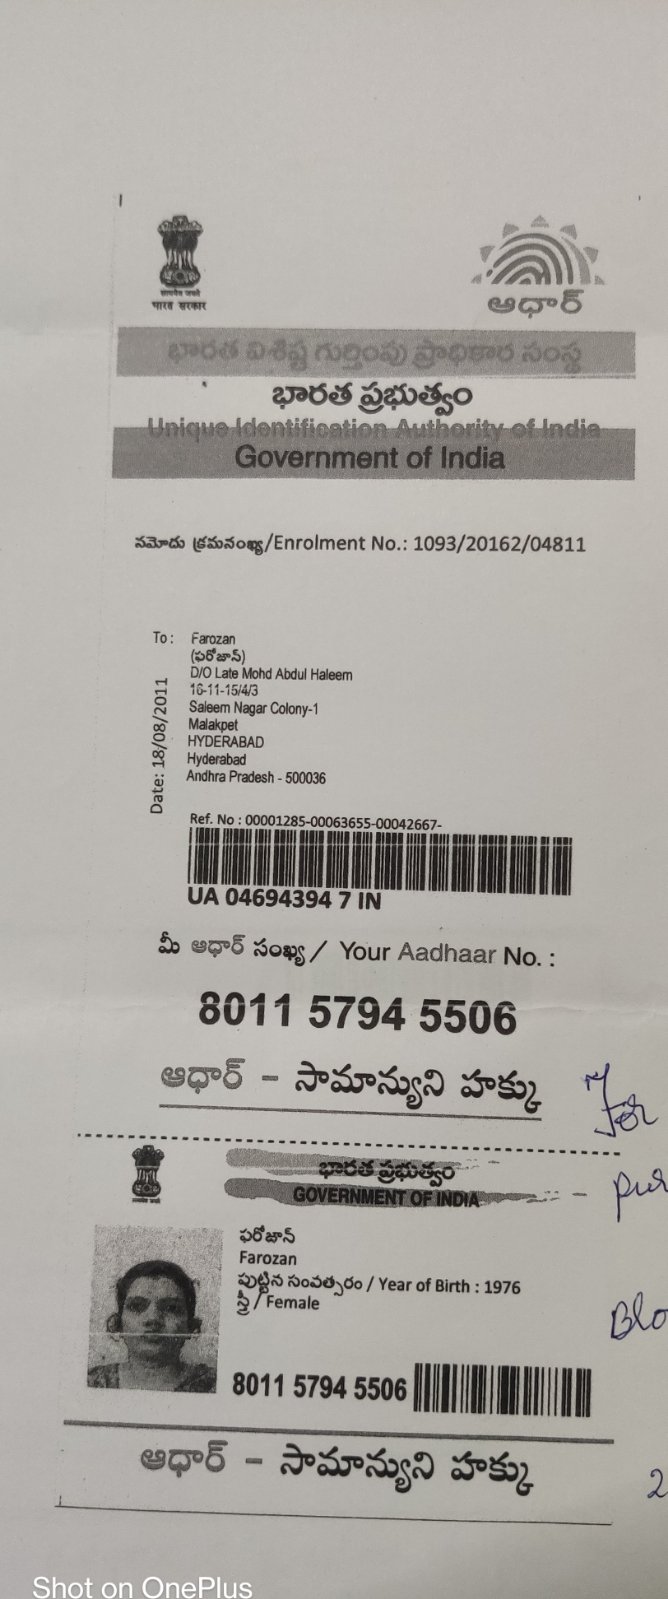 भारत सरकार
ఆధార్
భారత విశిష్ట గుర్తింపు ప్రాధికార సంస్థ
భారత ప్రభుత్వం
Unique Identification Authority of India
Government of India
నమోదు క్రమసంఖ్య/Enrolment No.: 1093/20162/04811
To: Farozan
(ఫరోజాన్)
D/O Late Mohd Abdul Haleem
16-11-15/4/3
Saleem Nagar Colony-1
Malakpet
HYDERABAD
Hyderabad
Andhra Pradesh - 500036
Date: 18/08/2011
Ref. No : 00001285-00063655-00042667-
UA 04694394 7 IN
మీ ఆధార్ సంఖ్య / Your Aadhaar No. :
8011 5794 5506
ఆధార్ - సామాన్యుని హక్కు
భారత ప్రభుత్వం
GOVERNMENT OF INDIA
ఫరోజాన్
Farozan
పుట్టిన సంవత్సరం / Year of Birth : 1976
స్త్రీ / Female
8011 5794 5506
ఆధార్ - సామాన్యుని హక్కు
For
2
Shot on OnePlus